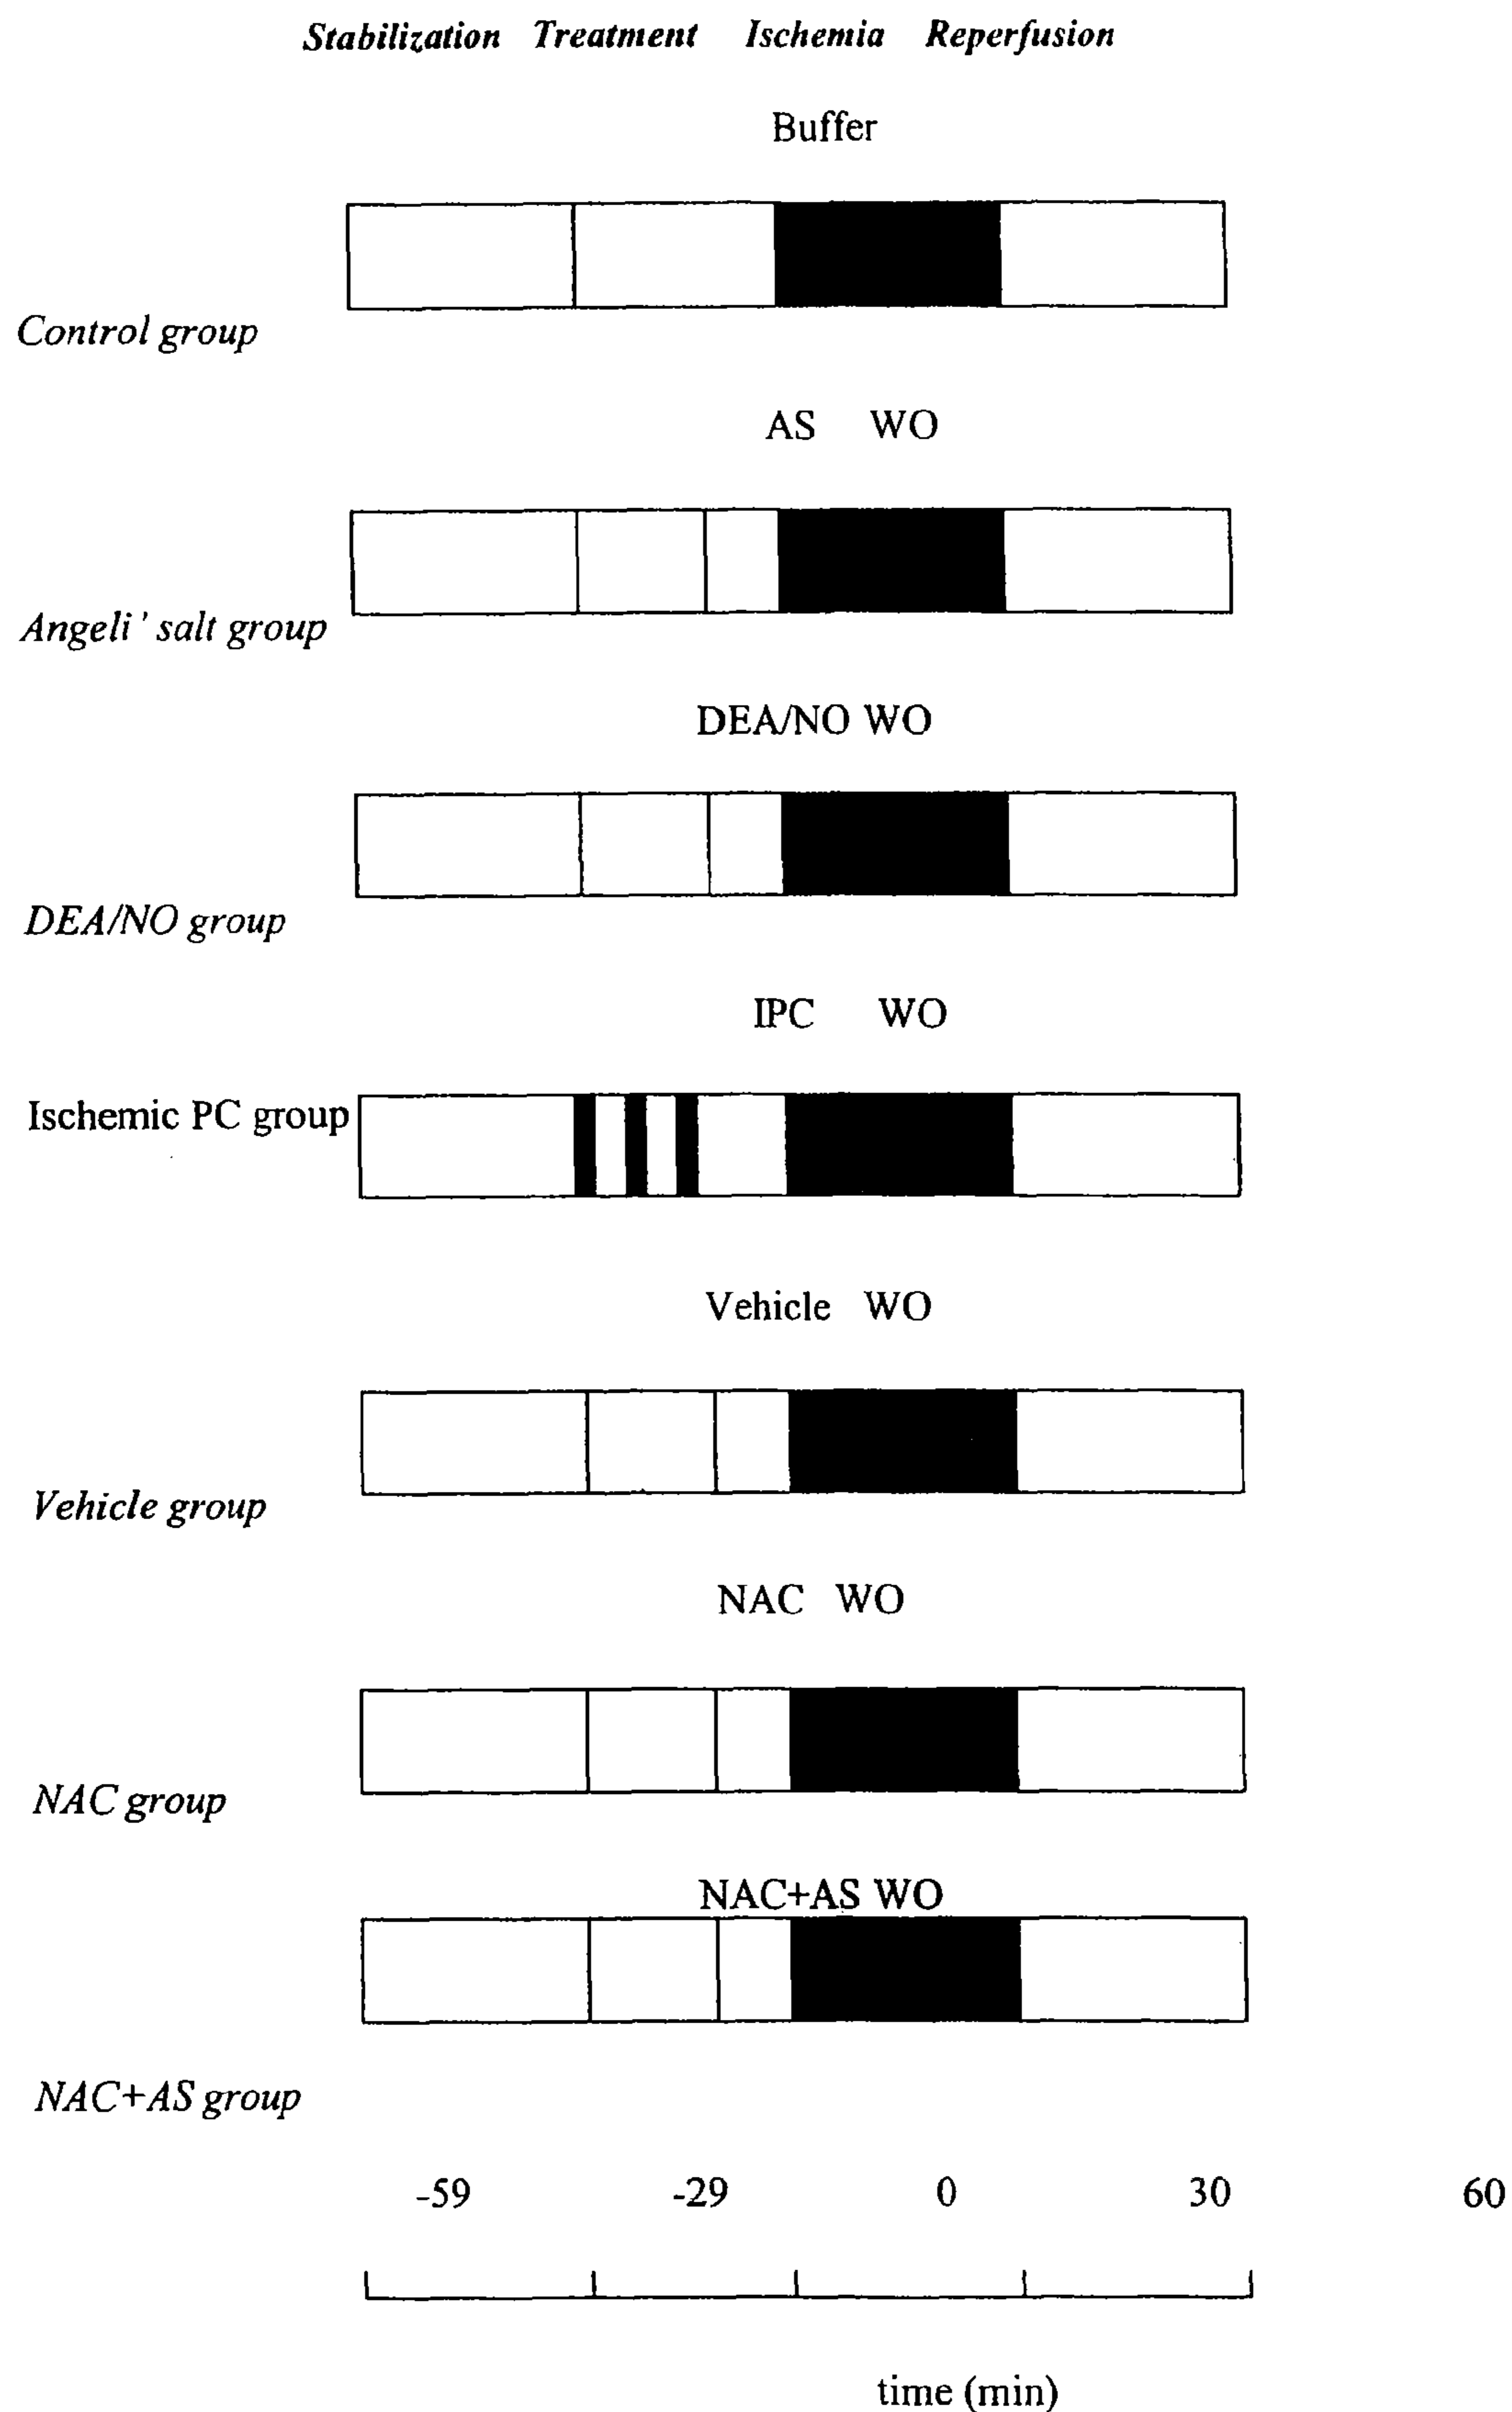 Stabilization Treatment Ischemia Reperfusion
Buffer
Control group
AS WO
Angeli ' salt group
DEA/NO WO
DEA/NO group
IPC WO
Ischemic PC group
Vehicle WO
Vehicle group
NAC WO
NAC group
NAC+AS WO
NAC+AS group
-59 -29 0 30 60
time (min)